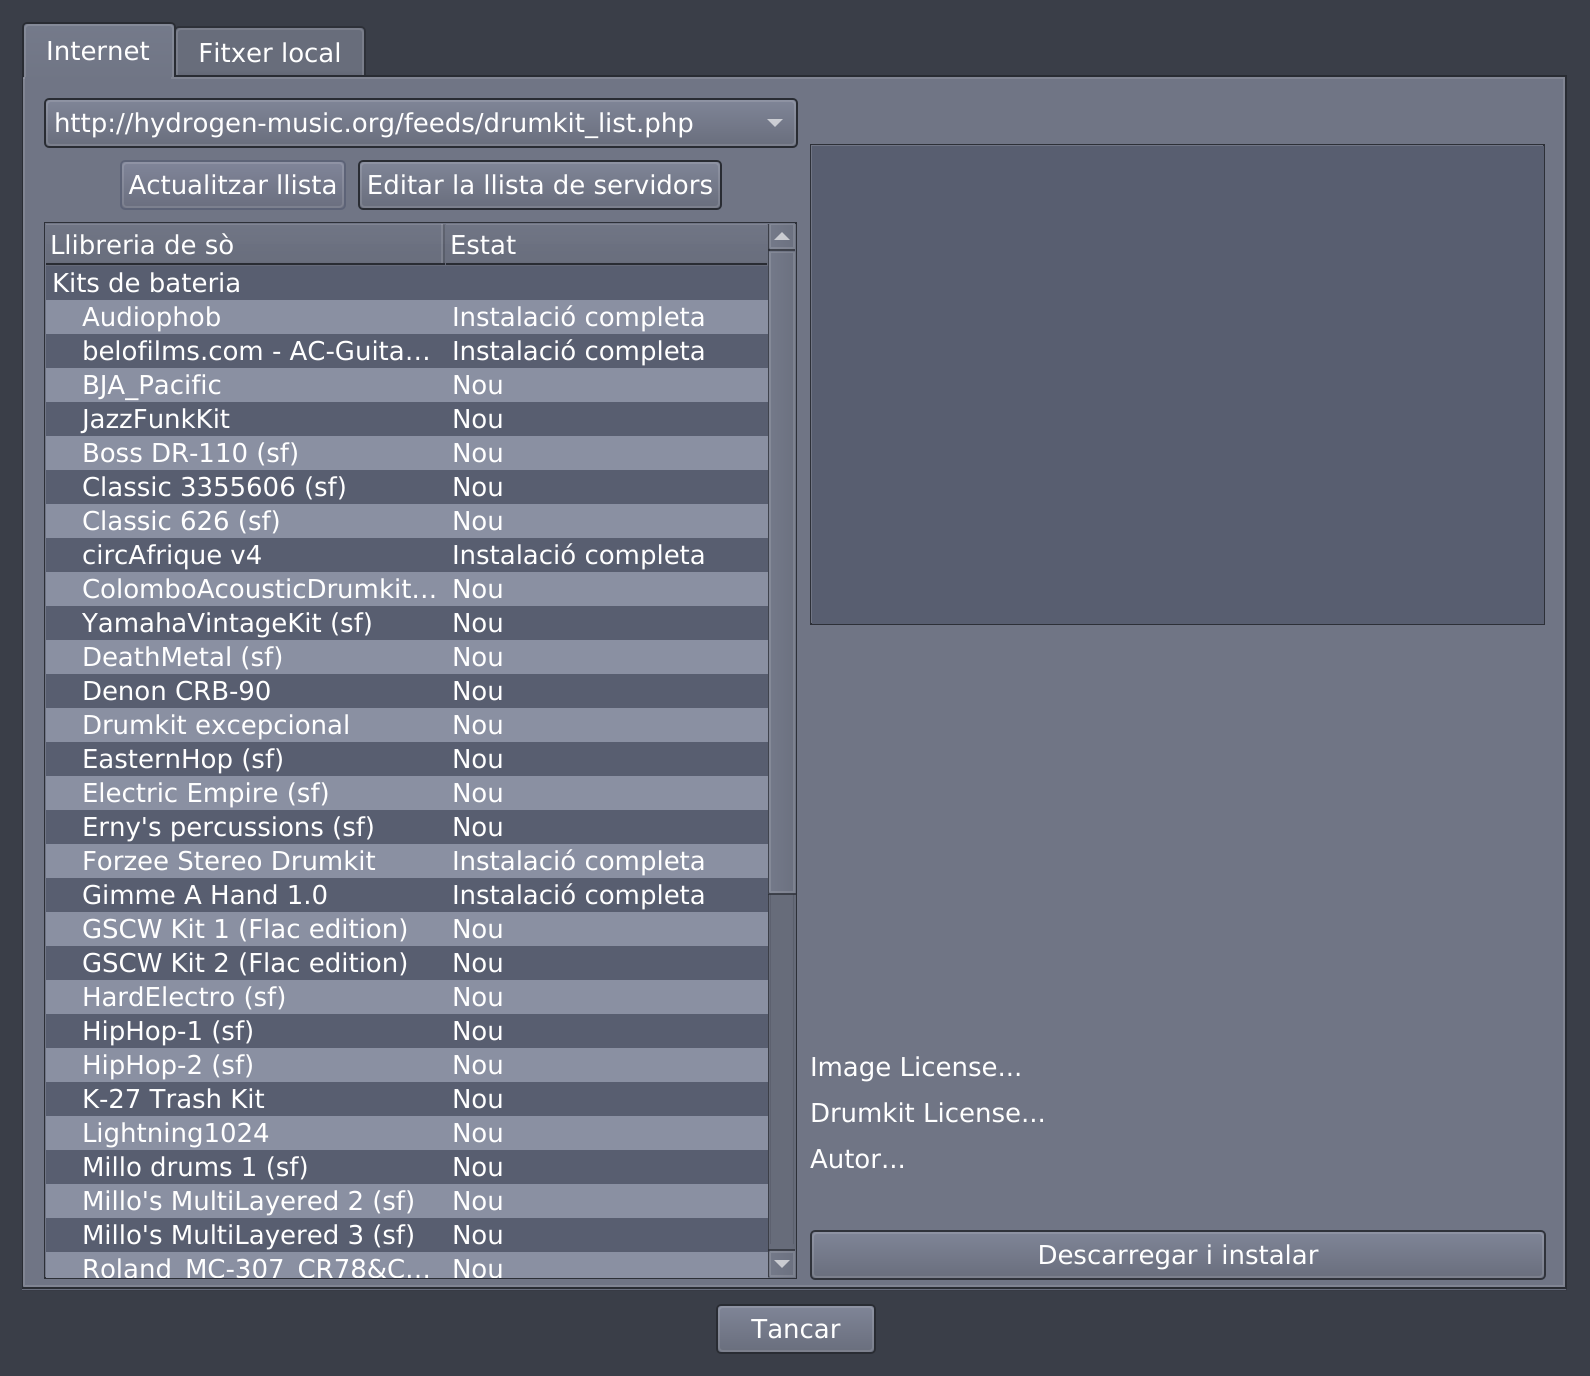 Internet
Fitxer local
http://hydrogen-music.org/feeds/drumkit_list.php
Actualitzar llista
Editar la llista de servidors
Llibreria de sò Estat
Kits de bateria
Audiophob Instalació completa
belofilms.com - AC-Guita... Instalació completa
BJA_Pacific Nou
JazzFunkKit Nou
Boss DR-110 (sf) Nou
Classic 3355606 (sf) Nou
Classic 626 (sf) Nou
circAfrique v4 Instalació completa
ColomboAcousticDrumkit... Nou
YamahaVintageKit (sf) Nou
DeathMetal (sf) Nou
Denon CRB-90 Nou
Drumkit excepcional Nou
EasternHop (sf) Nou
Electric Empire (sf) Nou
Erny's percussions (sf) Nou
Forzee Stereo Drumkit Instalació completa
Gimme A Hand 1.0 Instalació completa
GSCW Kit 1 (Flac edition) Nou
GSCW Kit 2 (Flac edition) Nou
HardElectro (sf) Nou
HipHop-1 (sf) Nou
HipHop-2 (sf) Nou
K-27 Trash Kit Nou
Lightning1024 Nou
Millo drums 1 (sf) Nou
Millo's MultiLayered 2 (sf) Nou
Millo's MultiLayered 3 (sf) Nou
Roland_MC-307_CR78&C... Nou
Image License...
Drumkit License...
Autor...
Descarregar i instalar
Tancar